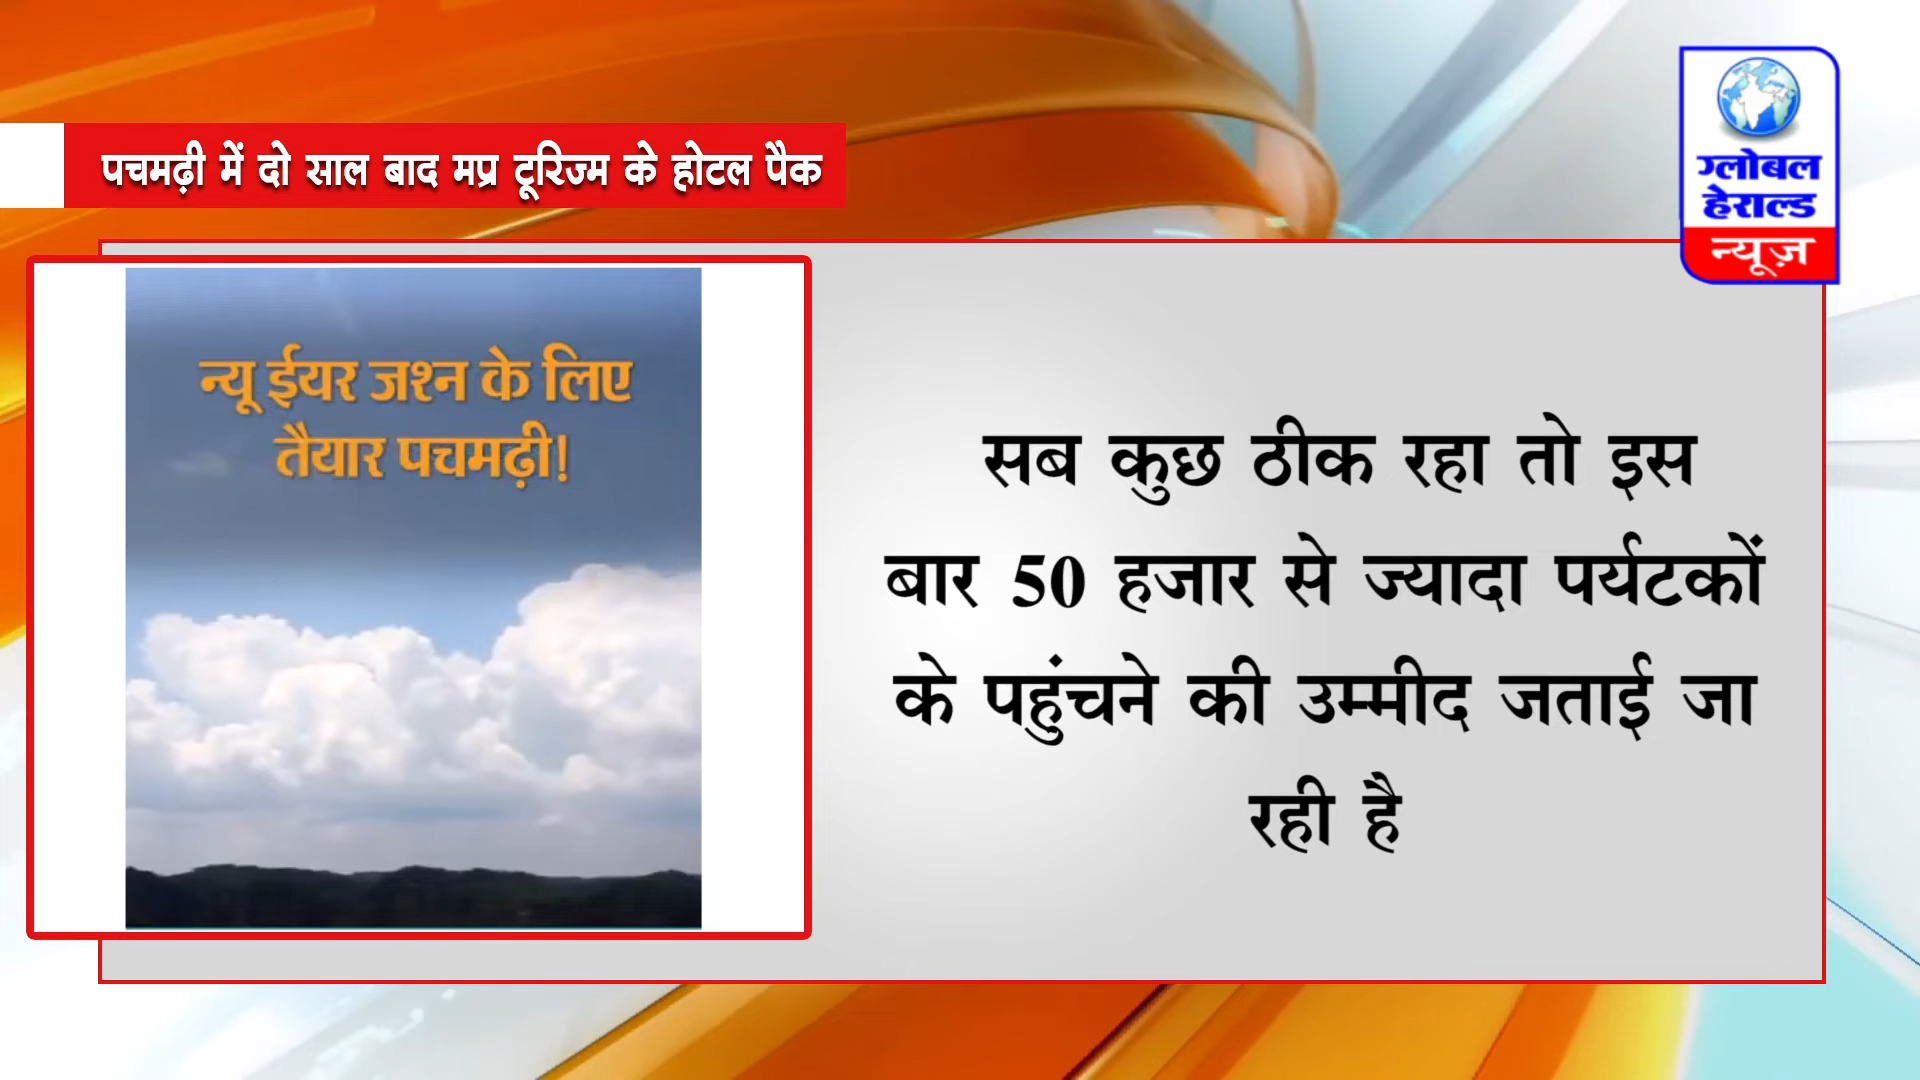 पचमढ़ी में दो साल बाद मप्र टूरिज्म के होटल पैक
ग्लोबल
हेराल्ड
न्यूज़
न्यू ईयर जश्न के लिए
तैयार पचमढ़ी!
सब कुछ ठीक रहा तो इस
बार 50 हजार से ज्यादा पर्यटकों
के पहुंचने की उम्मीद जताई जा
रही है